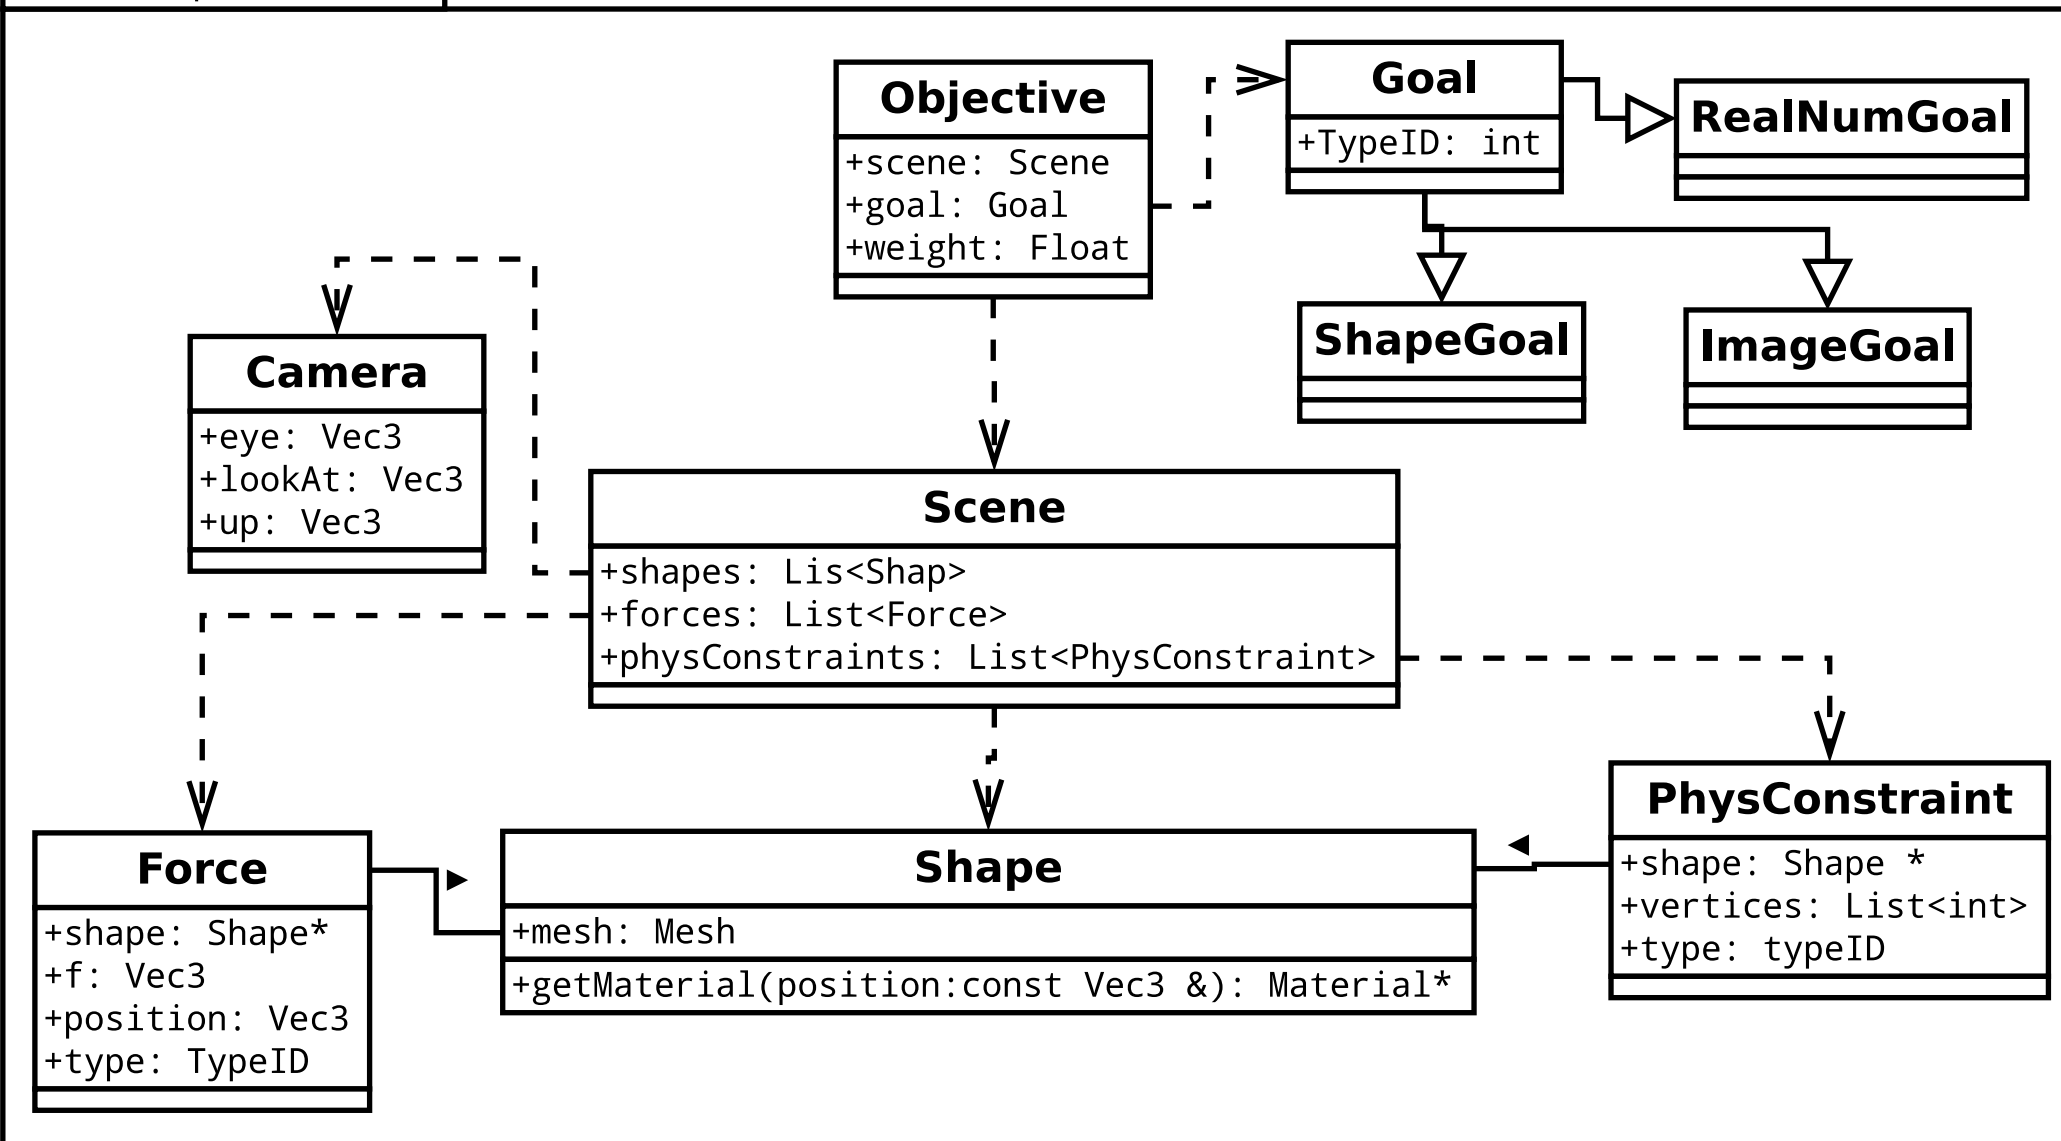 Objective
+scene: Scene
+goal: Goal
+weight: Float
Goal
+TypeID: int
RealNumGoal
ShapeGoal
ImageGoal
Camera
+eye: Vec3
+lookAt: Vec3
+up: Vec3
Scene
+shapes: Lis<Shap>
+forces: List<Force>
+physConstraints: List<PhysConstraint>
Force
+shape: Shape*
+f: Vec3
+position: Vec3
+type: TypeID
Shape
+mesh: Mesh
+getMaterial(position:const Vec3 &): Material*
PhysConstraint
+shape: Shape *
+vertices: List<int>
+type: typeID